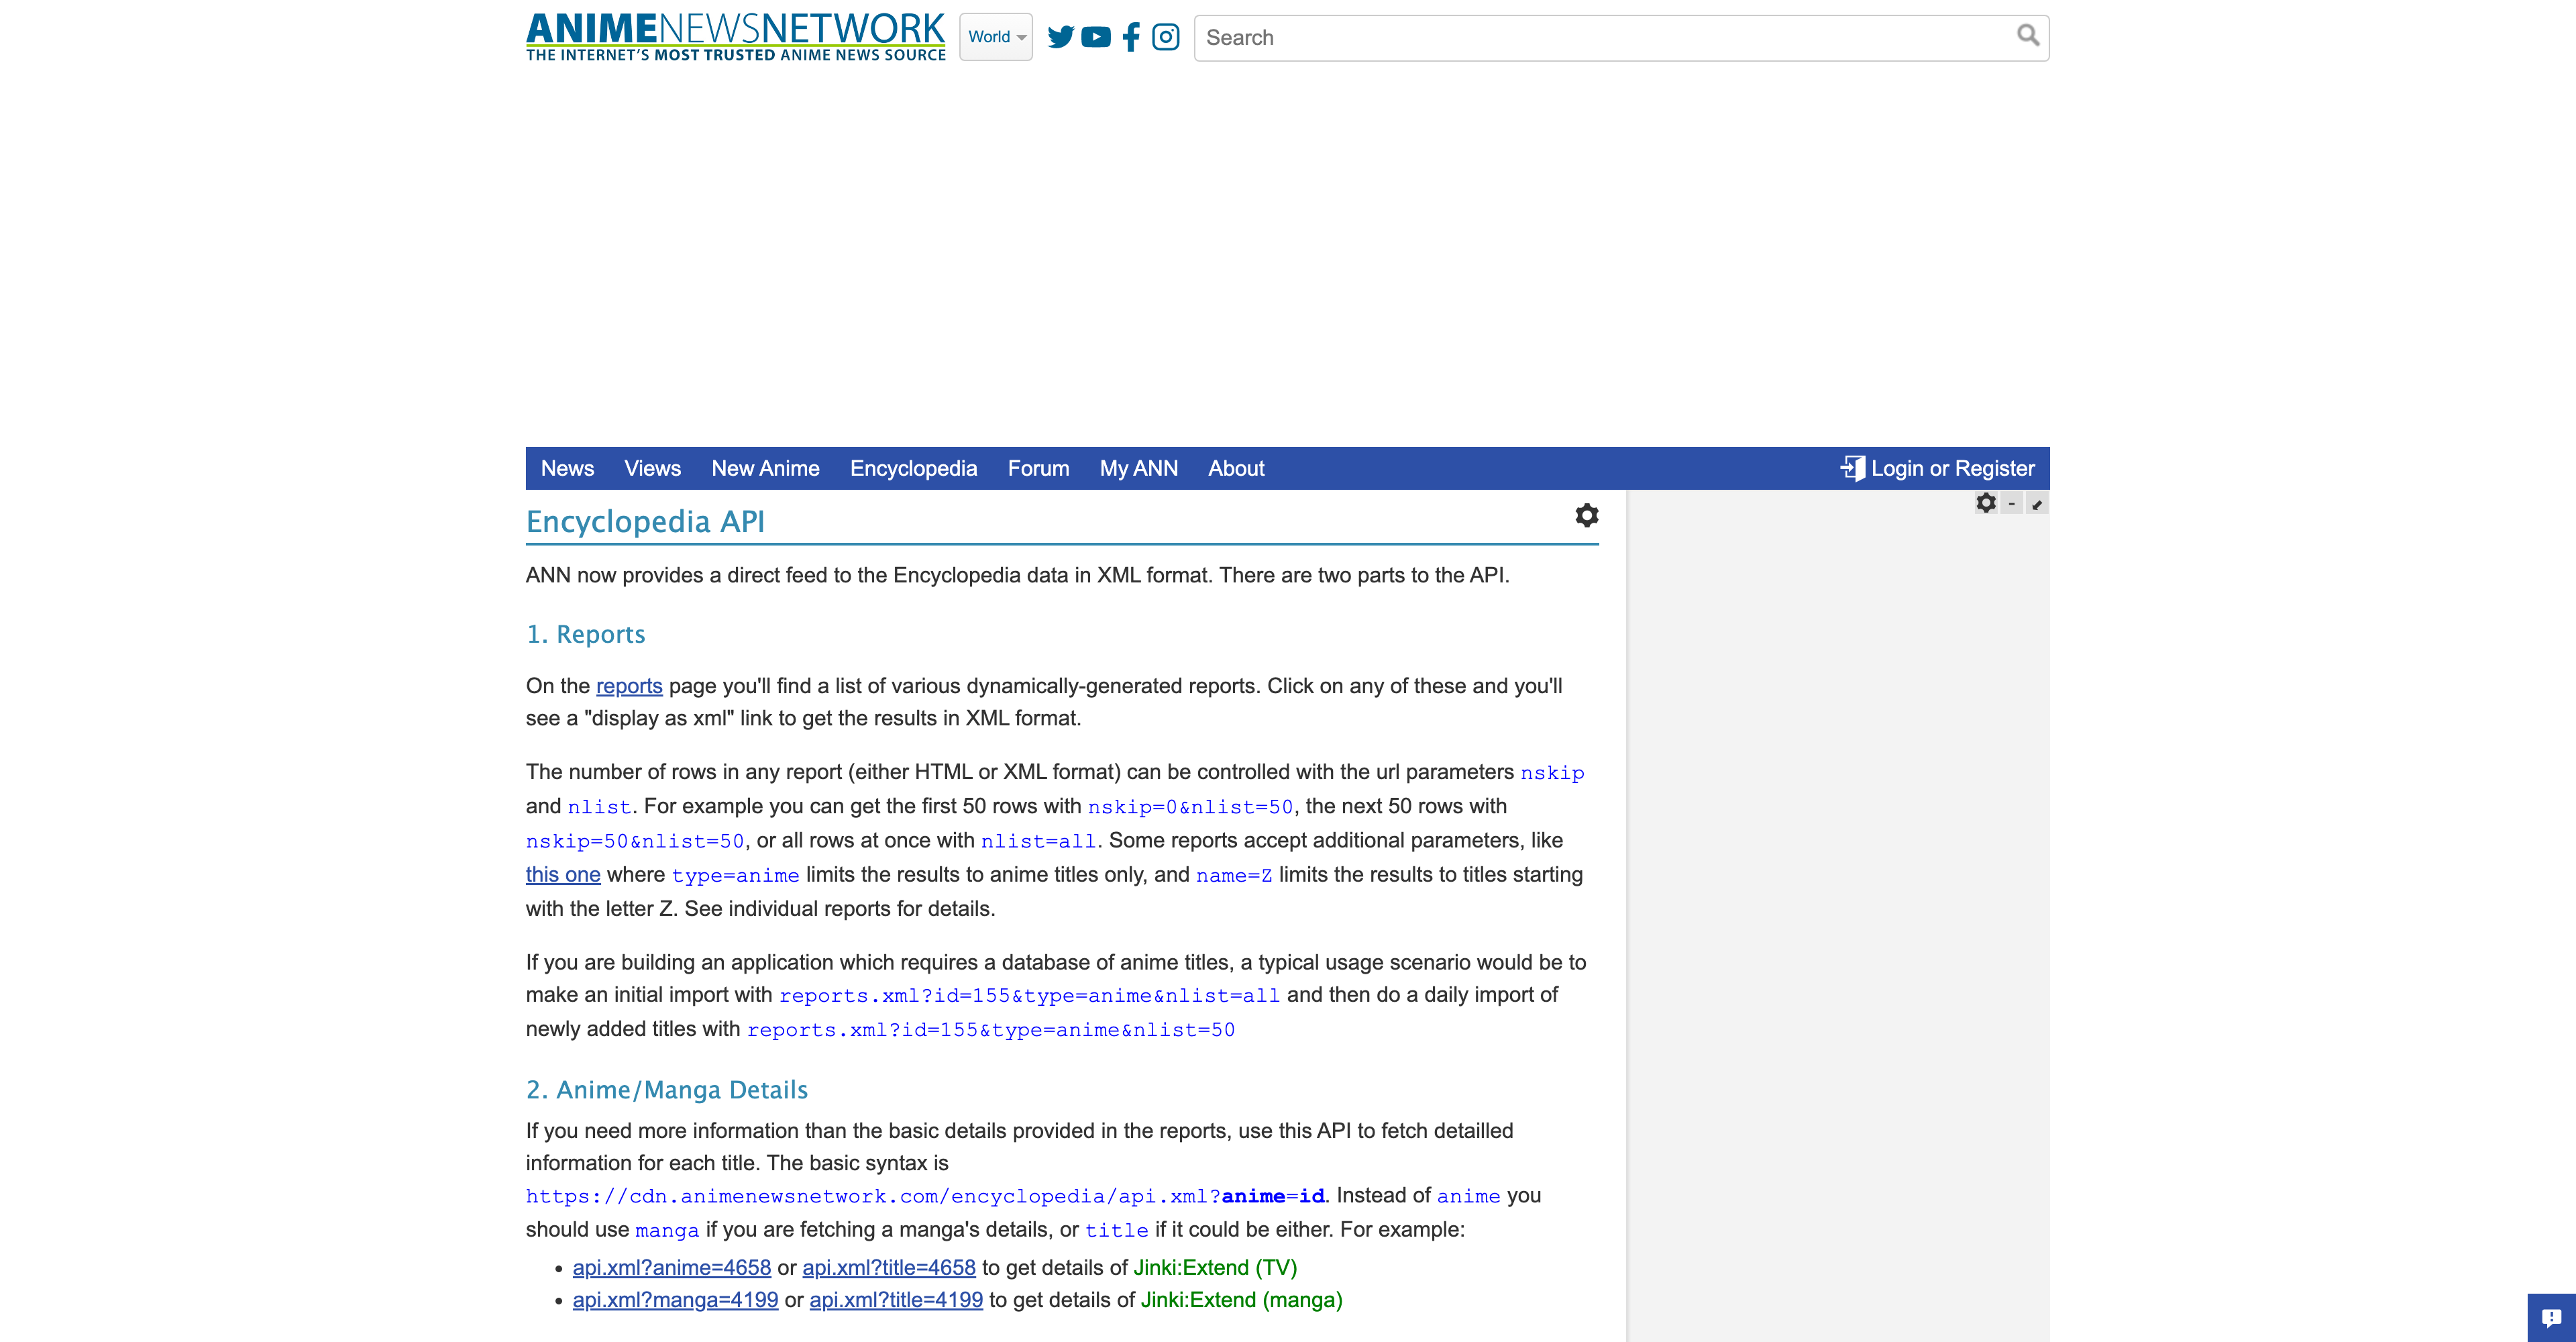 ANIMENEWSNETWORK
THE INTERNET'S MOST TRUSTED ANIME NEWS SOURCE
World
Search
News Views New Anime Encyclopedia Forum My ANN About Login or Register
Encyclopedia API
-
ANN now provides a direct feed to the Encyclopedia data in XML format. There are two parts to the API.
1. Reports
On the reports page you'll find a list of various dynamically-generated reports. Click on any of these and you'll
see a "display as xml" link to get the results in XML format.
The number of rows in any report (either HTML or XML format) can be controlled with the url parameters nskip
and nlist. For example you can get the first 50 rows with nskip=0&nlist=50, the next 50 rows with
nskip=50&nlist=50, or all rows at once with nlist=all. Some reports accept additional parameters, like
this one where type=anime limits the results to anime titles only, and name=Z limits the results to titles starting
with the letter Z. See individual reports for details.
If you are building an application which requires a database of anime titles, a typical usage scenario would be to
make an initial import with reports.xml?id=155&type=anime&nlist=all and then do a daily import of
newly added titles with reports.xml?id=155&type=anime&nlist=50
2. Anime/Manga Details
If you need more information than the basic details provided in the reports, use this API to fetch detailled
information for each title. The basic syntax is
https://cdn.animenewsnetwork.com/encyclopedia/api.xml?anime=id. Instead of anime you
should use manga if you are fetching a manga's details, or title if it could be either. For example:
• api.xml?anime=4658 or api.xml?title=4658 to get details of Jinki:Extend (TV)
• api.xml?manga=4199 or api.xml?title=4199 to get details of Jinki:Extend (manga)